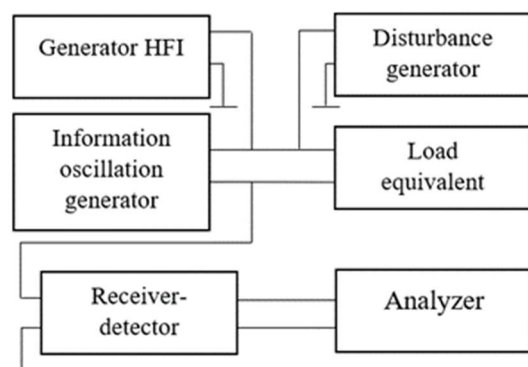 Generator HFI
Disturbance
generator
Information
oscillation
generator
Load
equivalent
Receiver-
detector
Analyzer